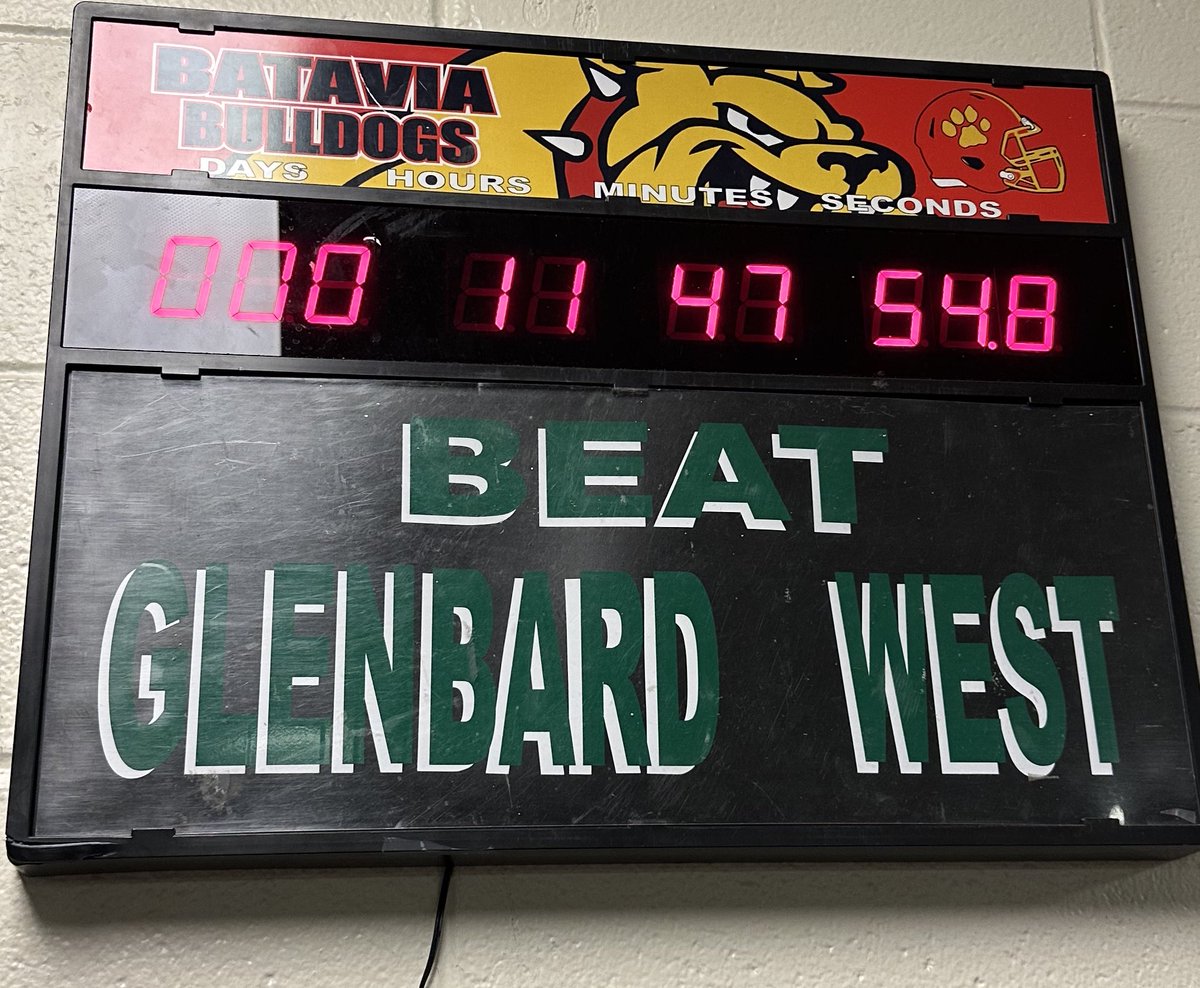 BATAVIA
BULLDOGS
DAYS HOURS MINUTES SECONDS
000 11 47 54.8
BEAT
GLENBARD WEST